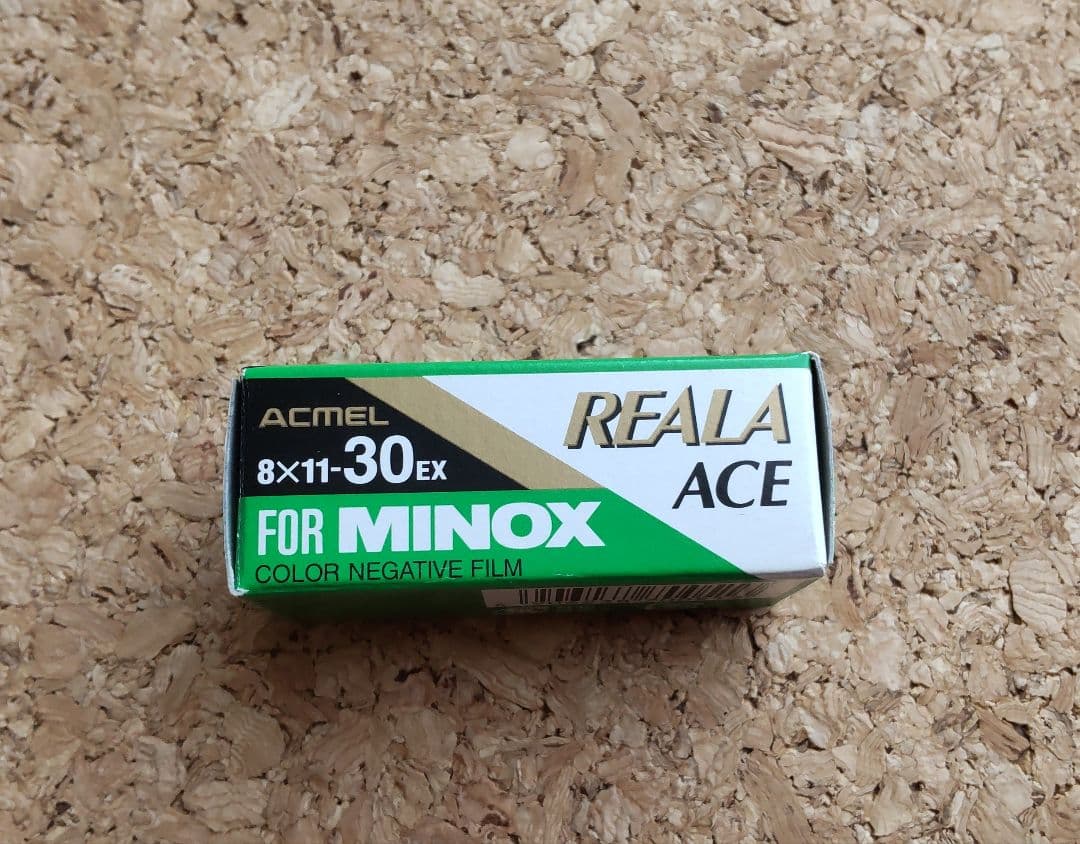 ACMEL
8×11-30EX
FOR MINOX
COLOR NEGATIVE FILM
REALA
ACE